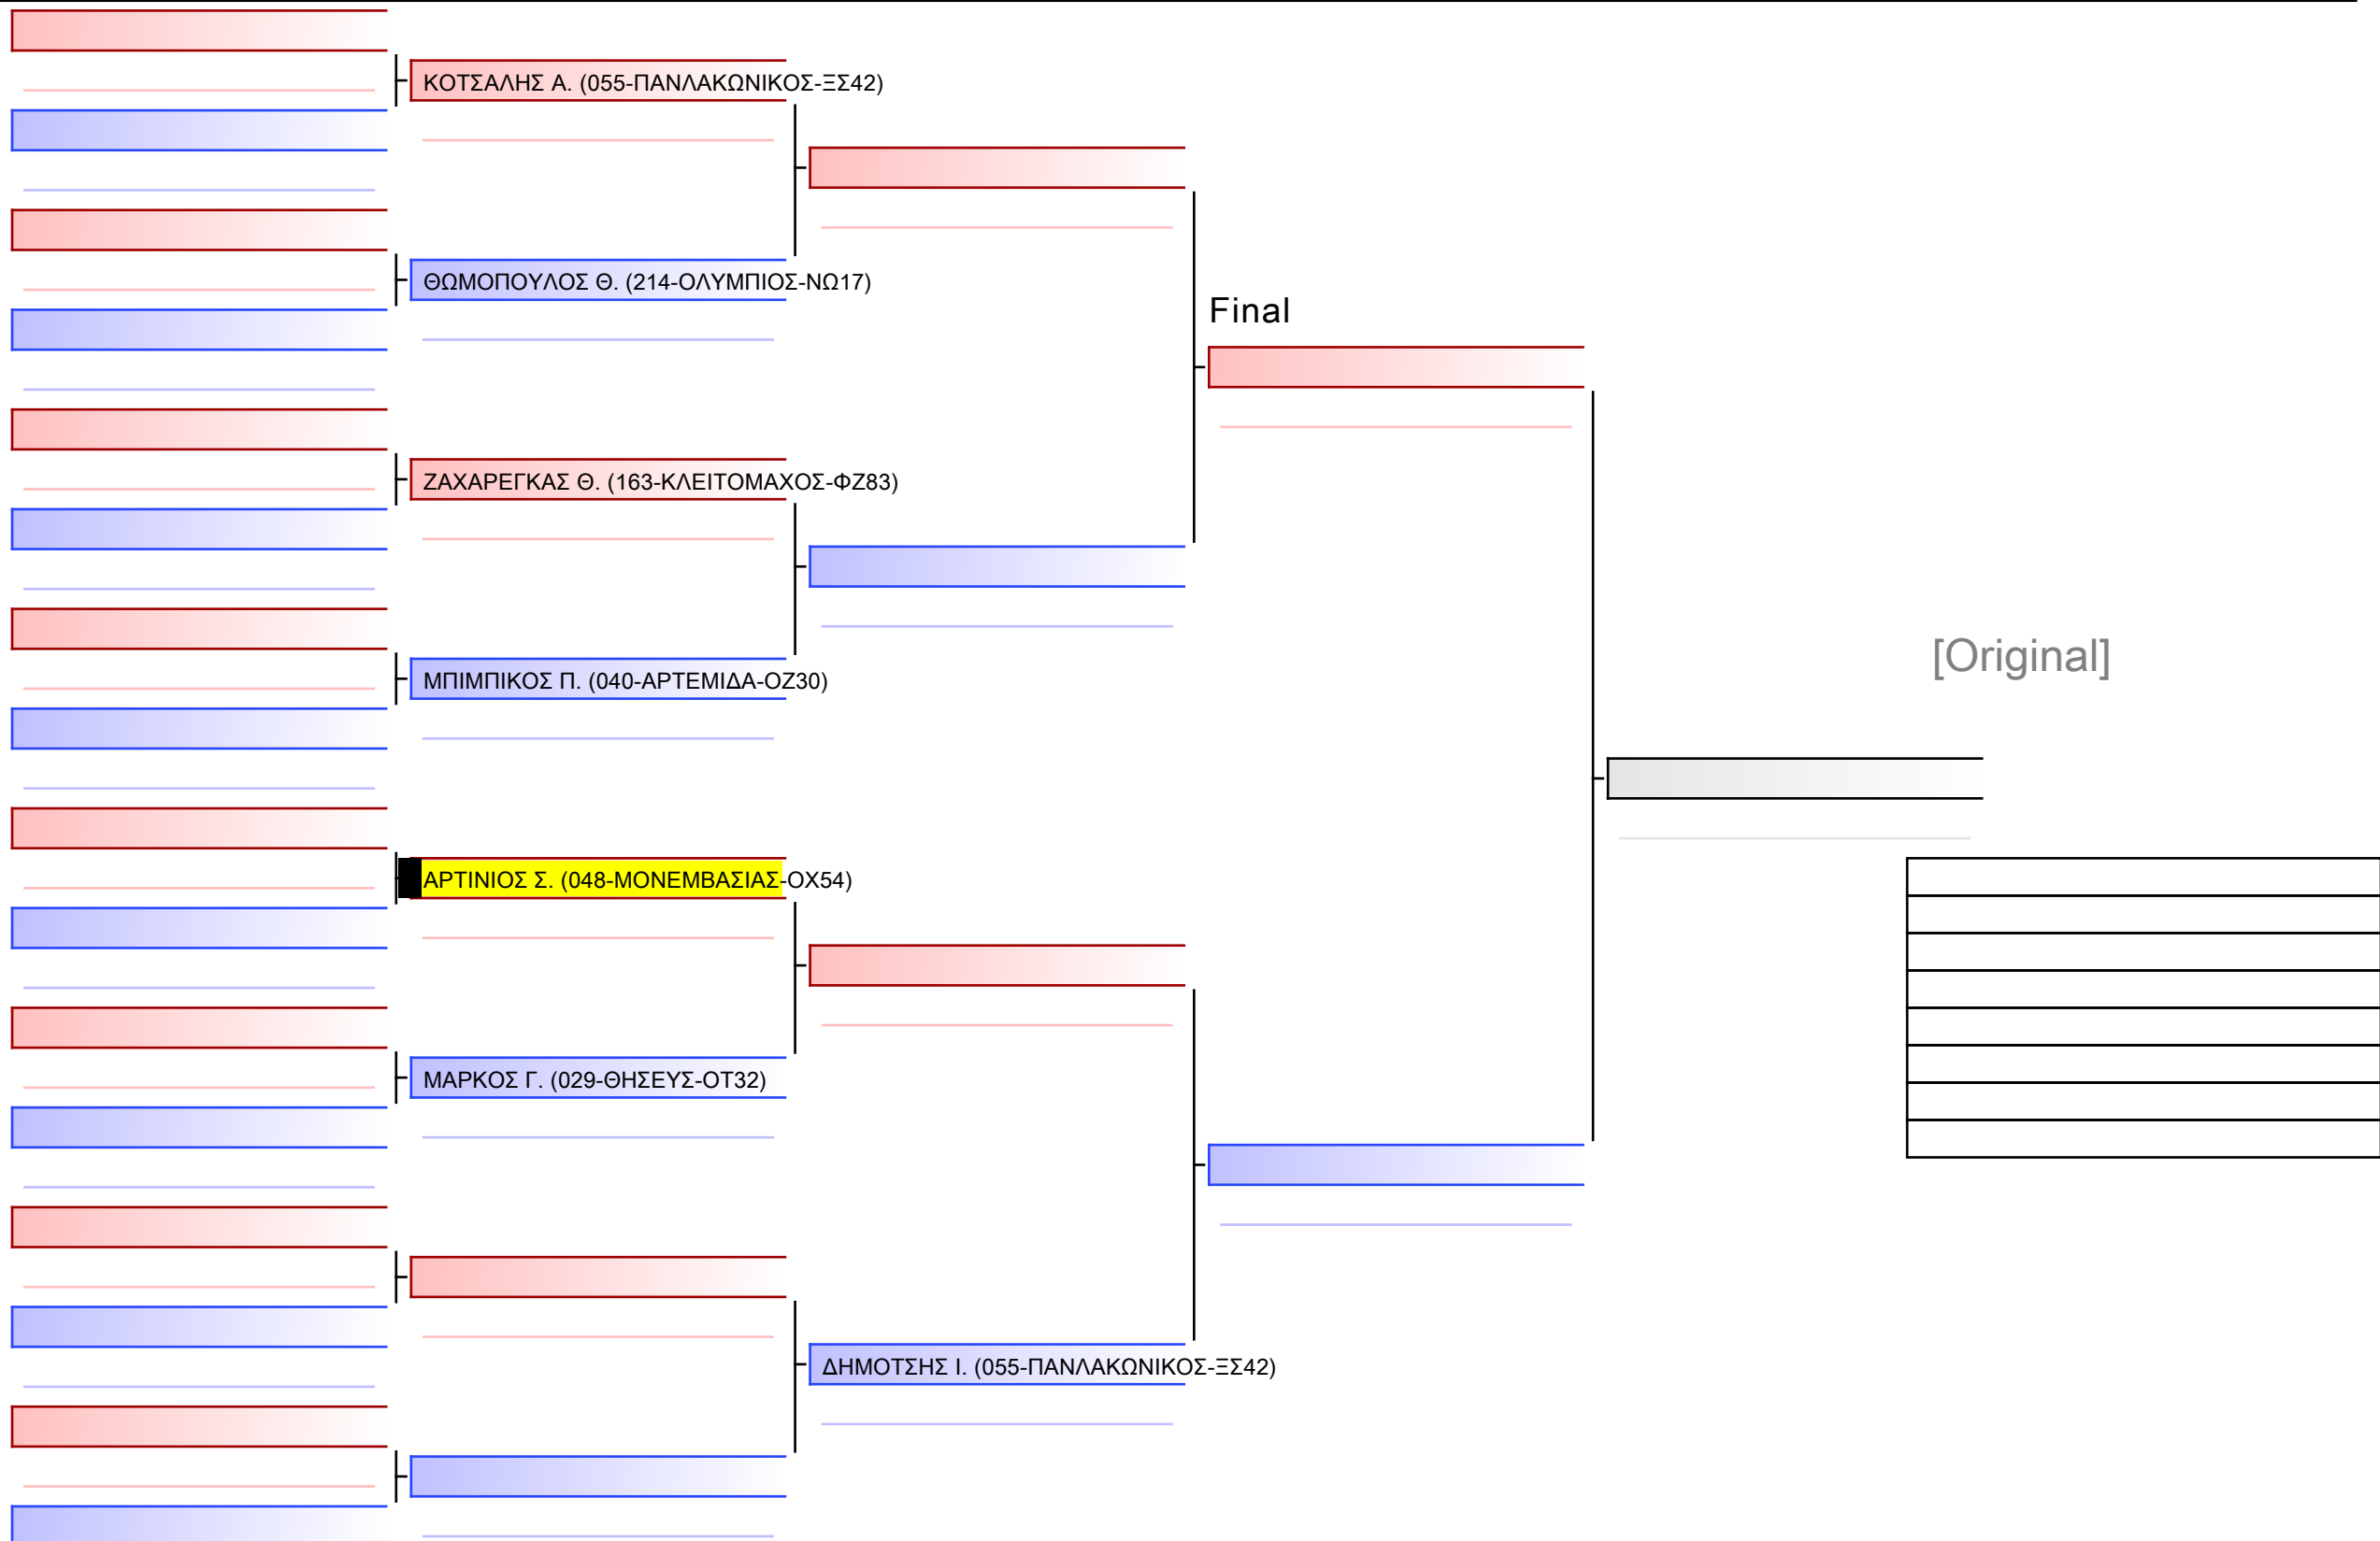 ΚΟΤΣΑΛΗΣ Α. (055-ΠΑΝΛΑΚΩΝΙΚΟΣ-ΞΣ42)
ΘΩΜΟΠΟΥΛΟΣ Θ. (214-ΟΛΥΜΠΙΟΣ-ΝΩ17)
Final
ΖΑΧΑΡΕΓΚΑΣ Θ. (163-ΚΛΕΙΤΟΜΑΧΟΣ-ΦΖ83)
[Original]
ΜΠΙΜΠΙΚΟΣ Π. (040-ΑΡΤΕΜΙΔΑ-ΟΖ30)
ΑΡΤΙΝΙΟΣ Σ. (048-ΜΟΝΕΜΒΑΣΙΑΣ-ΟΧ54)
ΜΑΡΚΟΣ Γ. (029-ΘΗΣΕΥΣ-ΟΤ32)
ΔΗΜΟΤΣΗΣ Ι. (055-ΠΑΝΛΑΚΩΝΙΚΟΣ-ΞΣ42)